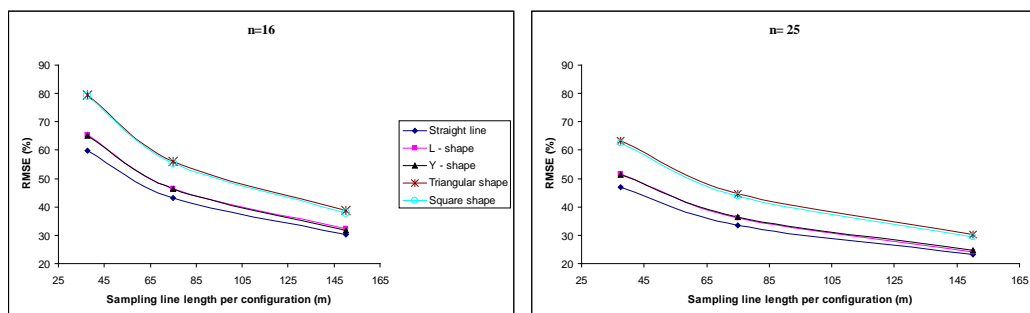 n=16
90
80
70
60
50
40
30
20
RMSE (%)
25 45 65 85 105 125 145 165
Sampling line length per configuration (m)
Straight line
L - shape
Y - shape
Triangular shape
Square shape
n= 25
90
80
70
60
50
40
30
20
RMSE (%)
25 45 65 85 105 125 145 165
Sampling line length per configuration (m)